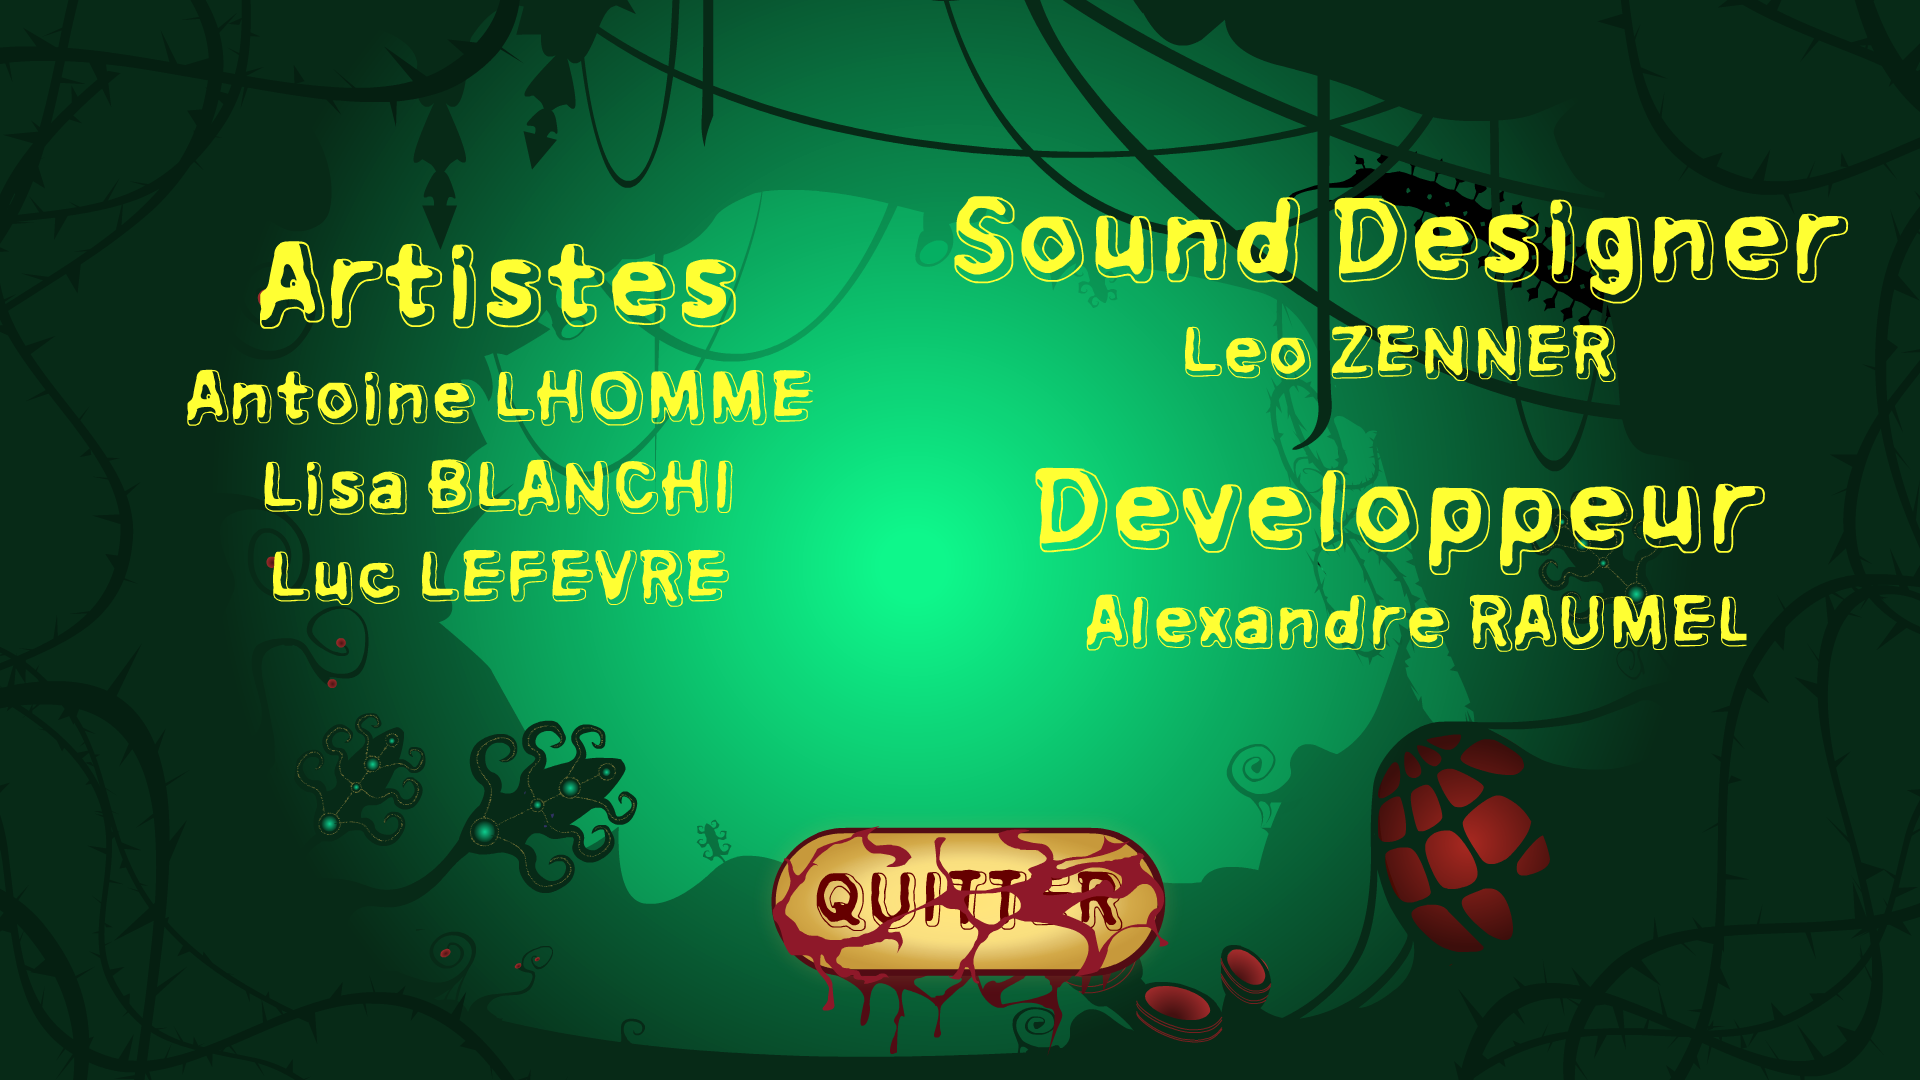 Artistes
Antoine LHOMME
Lisa BLANCHI
Luc LEFEVRE
Sound Designer
Leo ZENNER
Developpeur
Alexandre RAUMEL
QUITTER